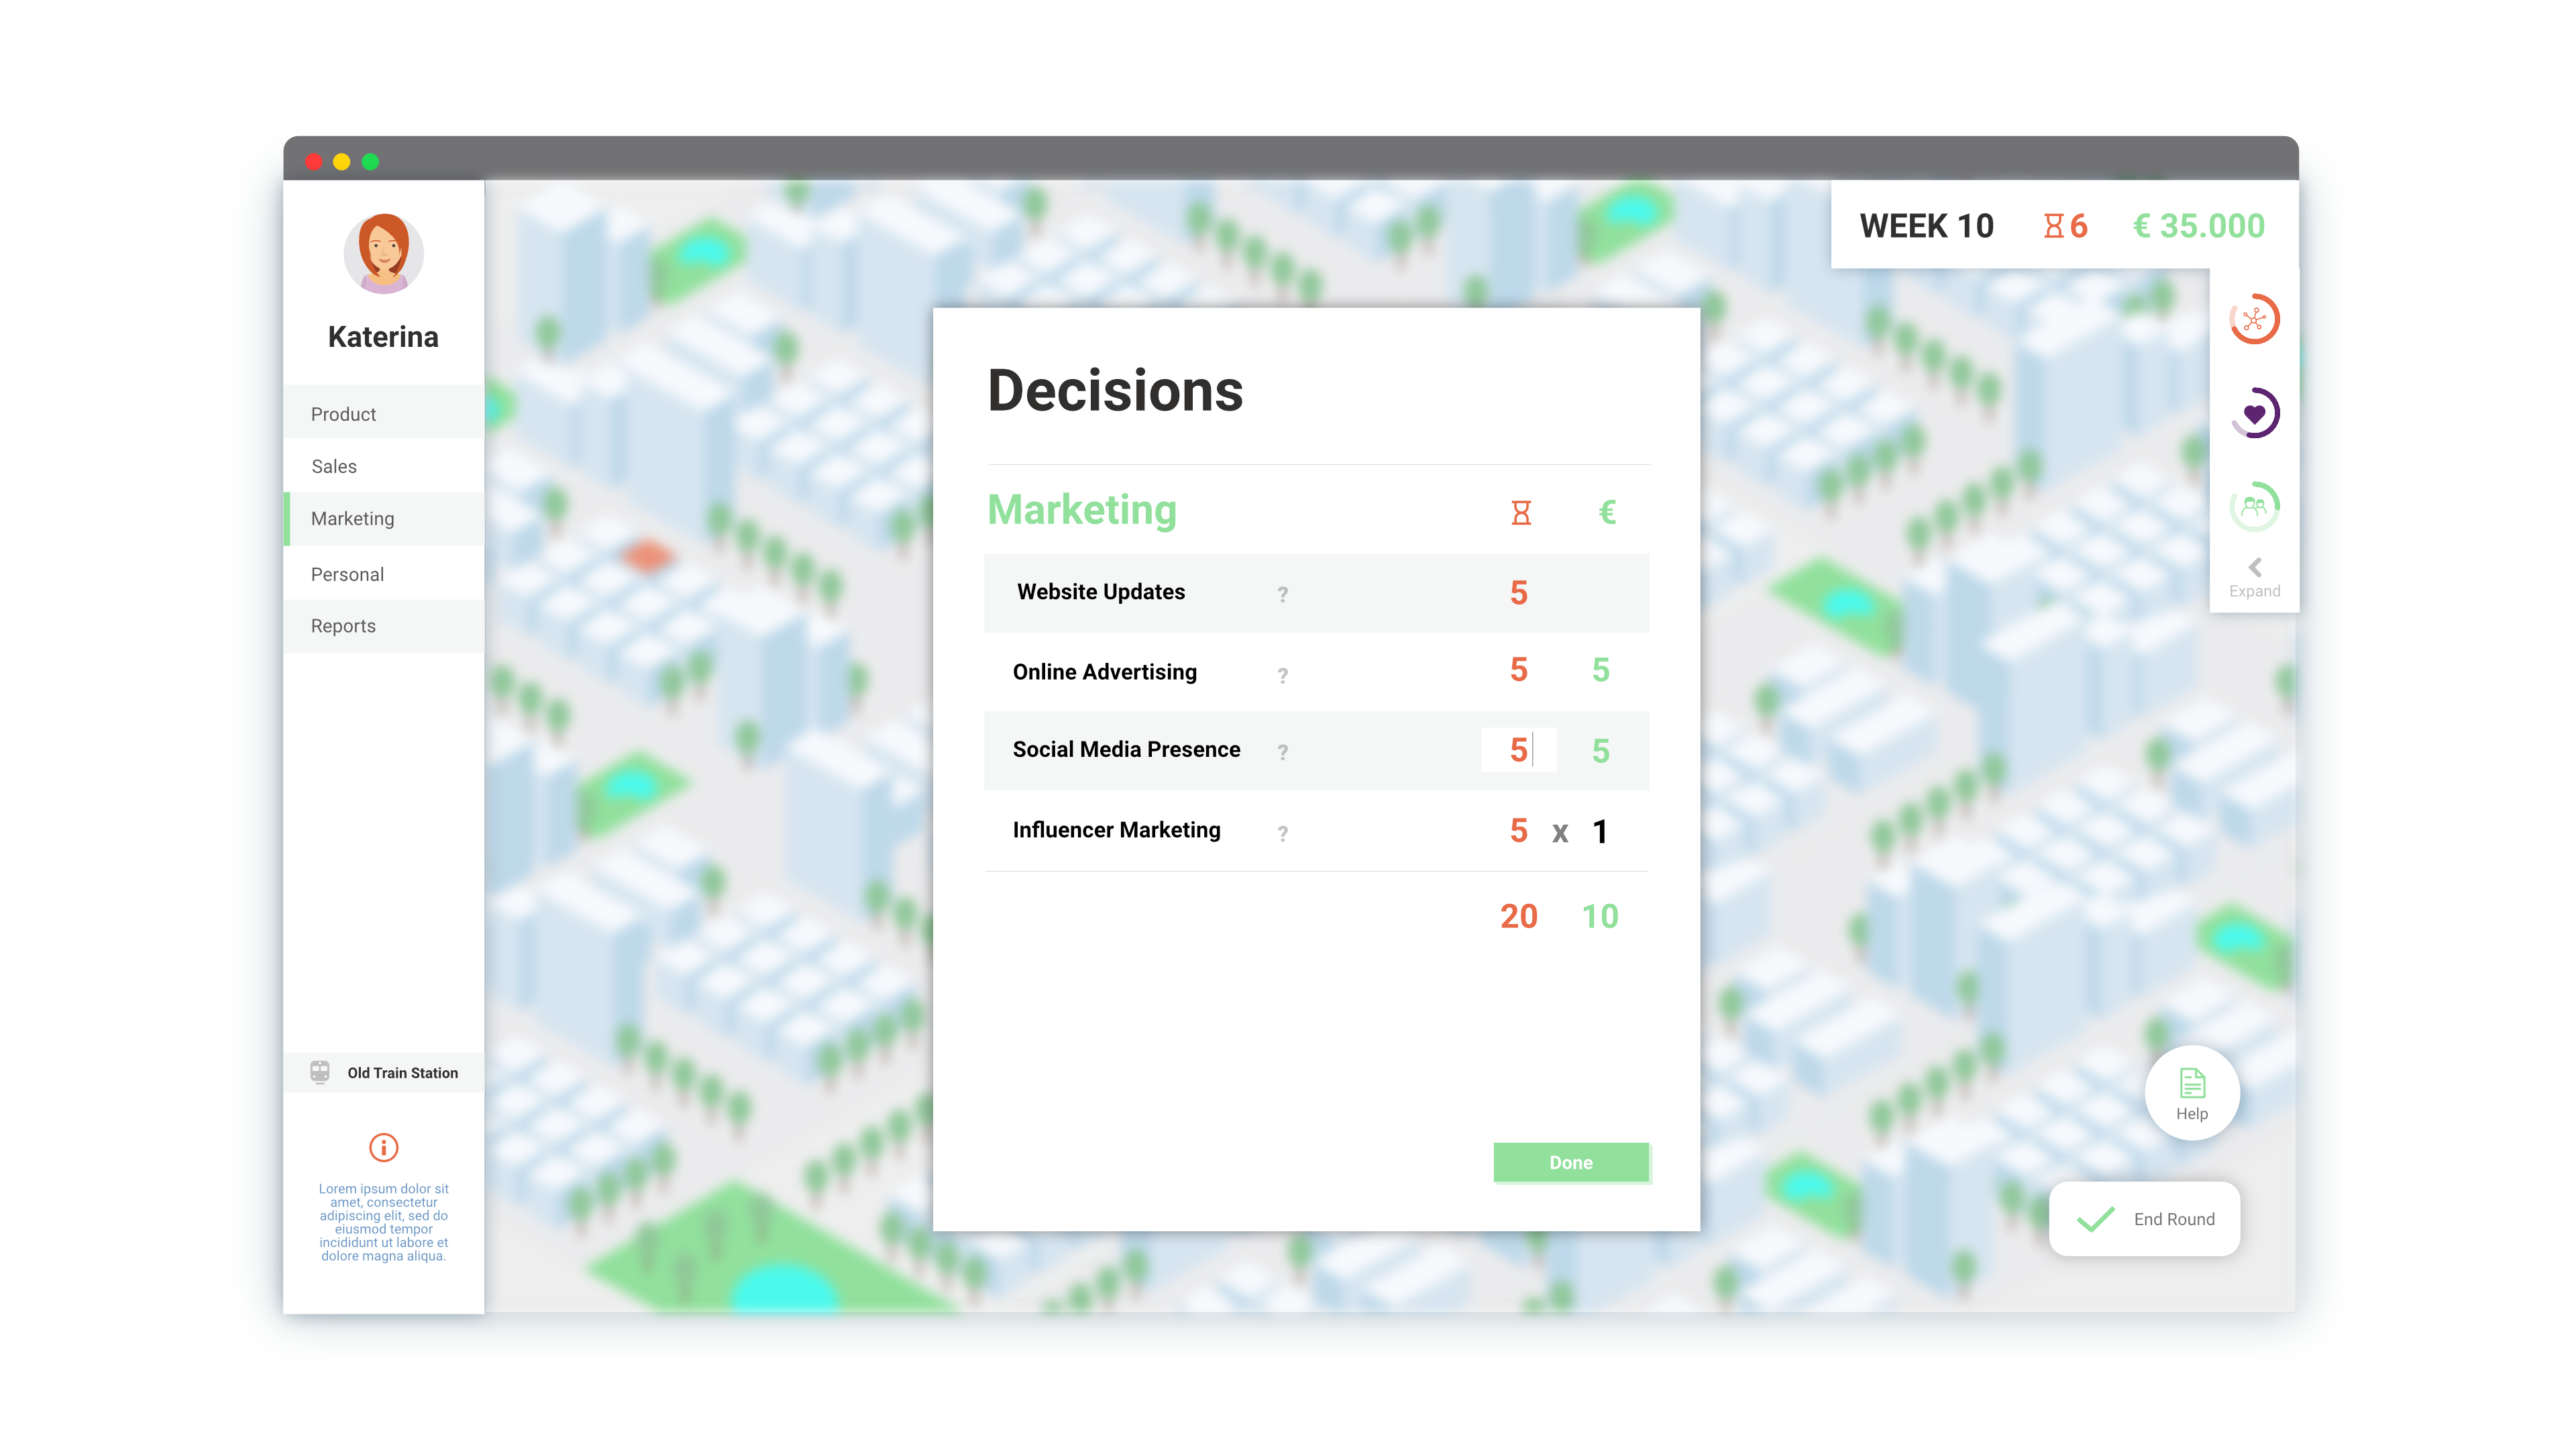 WEEK 10 6 € 35.000
Katerina
Product
Sales
Marketing
Personal
Reports
Old Train Station
Lorem ipsum dolor sit
amet, consectetur
adipiscing elit, sed do
eiusmod tempor
incididunt ut labore et
dolore magna aliqua.
Decisions
Marketing €
Website Updates ? 5
Online Advertising ? 5 5
Social Media Presence ? 5 5
Influencer Marketing ? 5 x 1
20 10
Done
Expand
Help
End Round